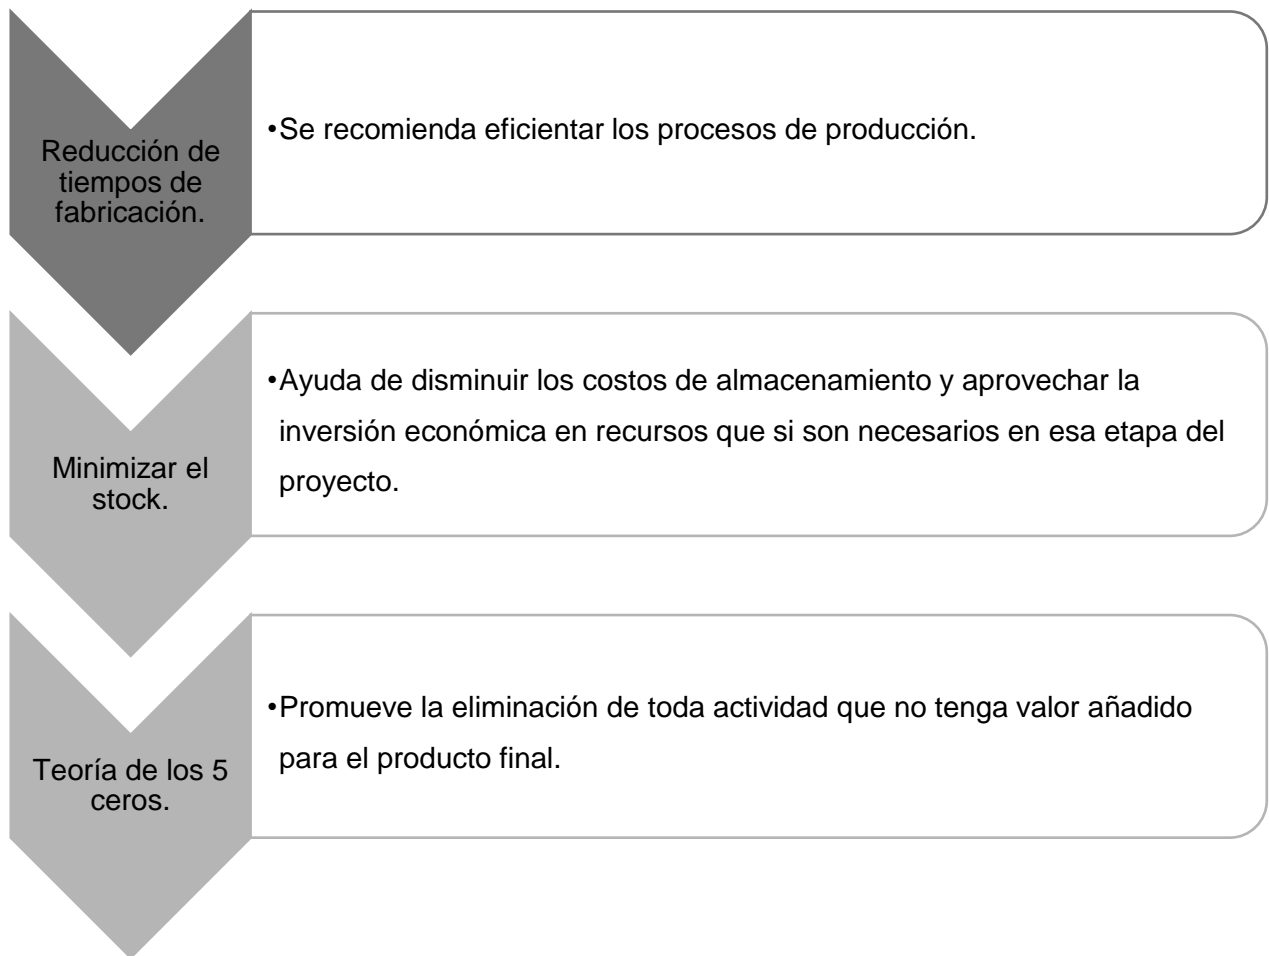 Reducción de
tiempos de
fabricación.
•Se recomienda eficientar los procesos de producción.
Minimizar el
stock.
•Ayuda de disminuir los costos de almacenamiento y aprovechar la
inversión económica en recursos que si son necesarios en esa etapa del
proyecto.
Teoría de los 5
ceros.
•Promueve la eliminación de toda actividad que no tenga valor añadido
para el producto final.